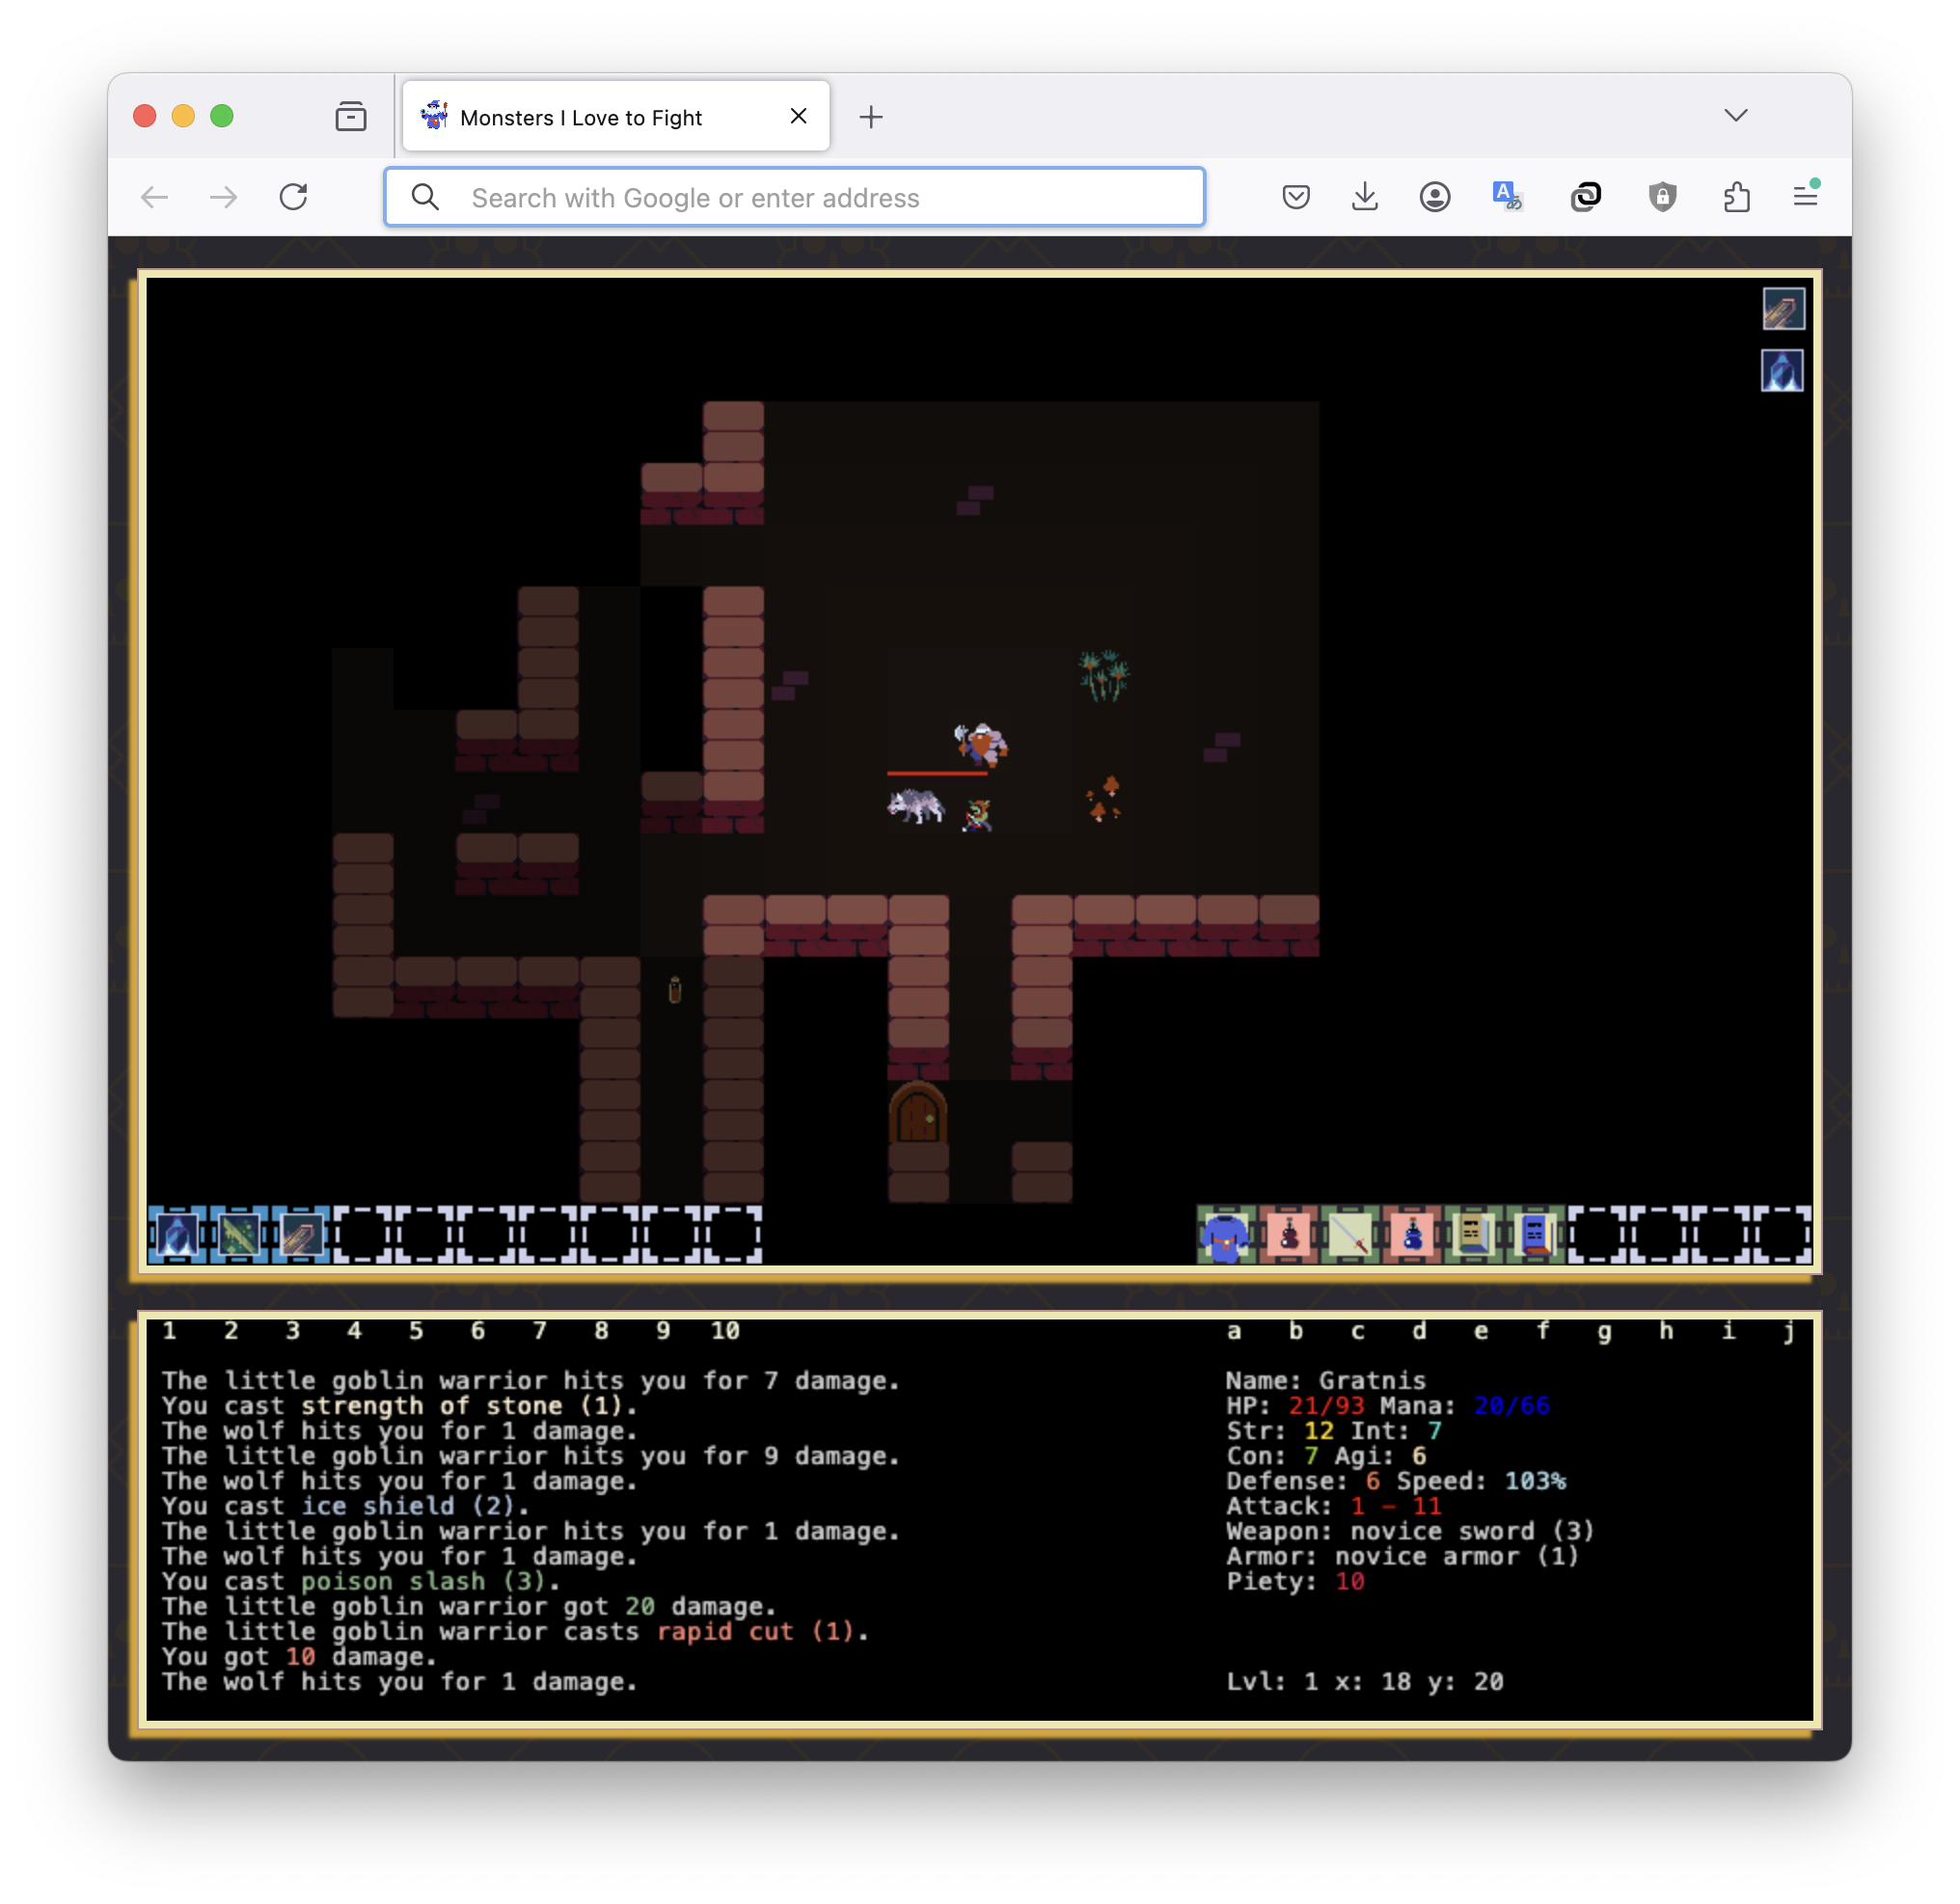 Monsters I Love to Fight
Search with Google or enter address
1 2 3 4 5 6 7 8 9 10
a b c d e f g h i j
The little goblin warrior hits you for 7 damage.
You cast strength of stone (1).
The wolf hits you for 1 damage.
The little goblin warrior hits you for 9 damage.
The wolf hits you for 1 damage.
You cast ice shield (2).
The little goblin warrior hits you for 1 damage.
The wolf hits you for 1 damage.
You cast poison slash (3).
The little goblin warrior got 20 damage.
The little goblin warrior casts rapid cut (1).
You got 10 damage.
The wolf hits you for 1 damage.
Name: Gratnis
HP: 21/93 Mana: 20/66
Str: 12 Int: 7
Con: 7 Agi: 6
Defense: 6 Speed: 103%
Attack: 1 - 11
Weapon: novice sword (3)
Armor: novice armor (1)
Piety: 10
Lvl: 1 x: 18 y: 20